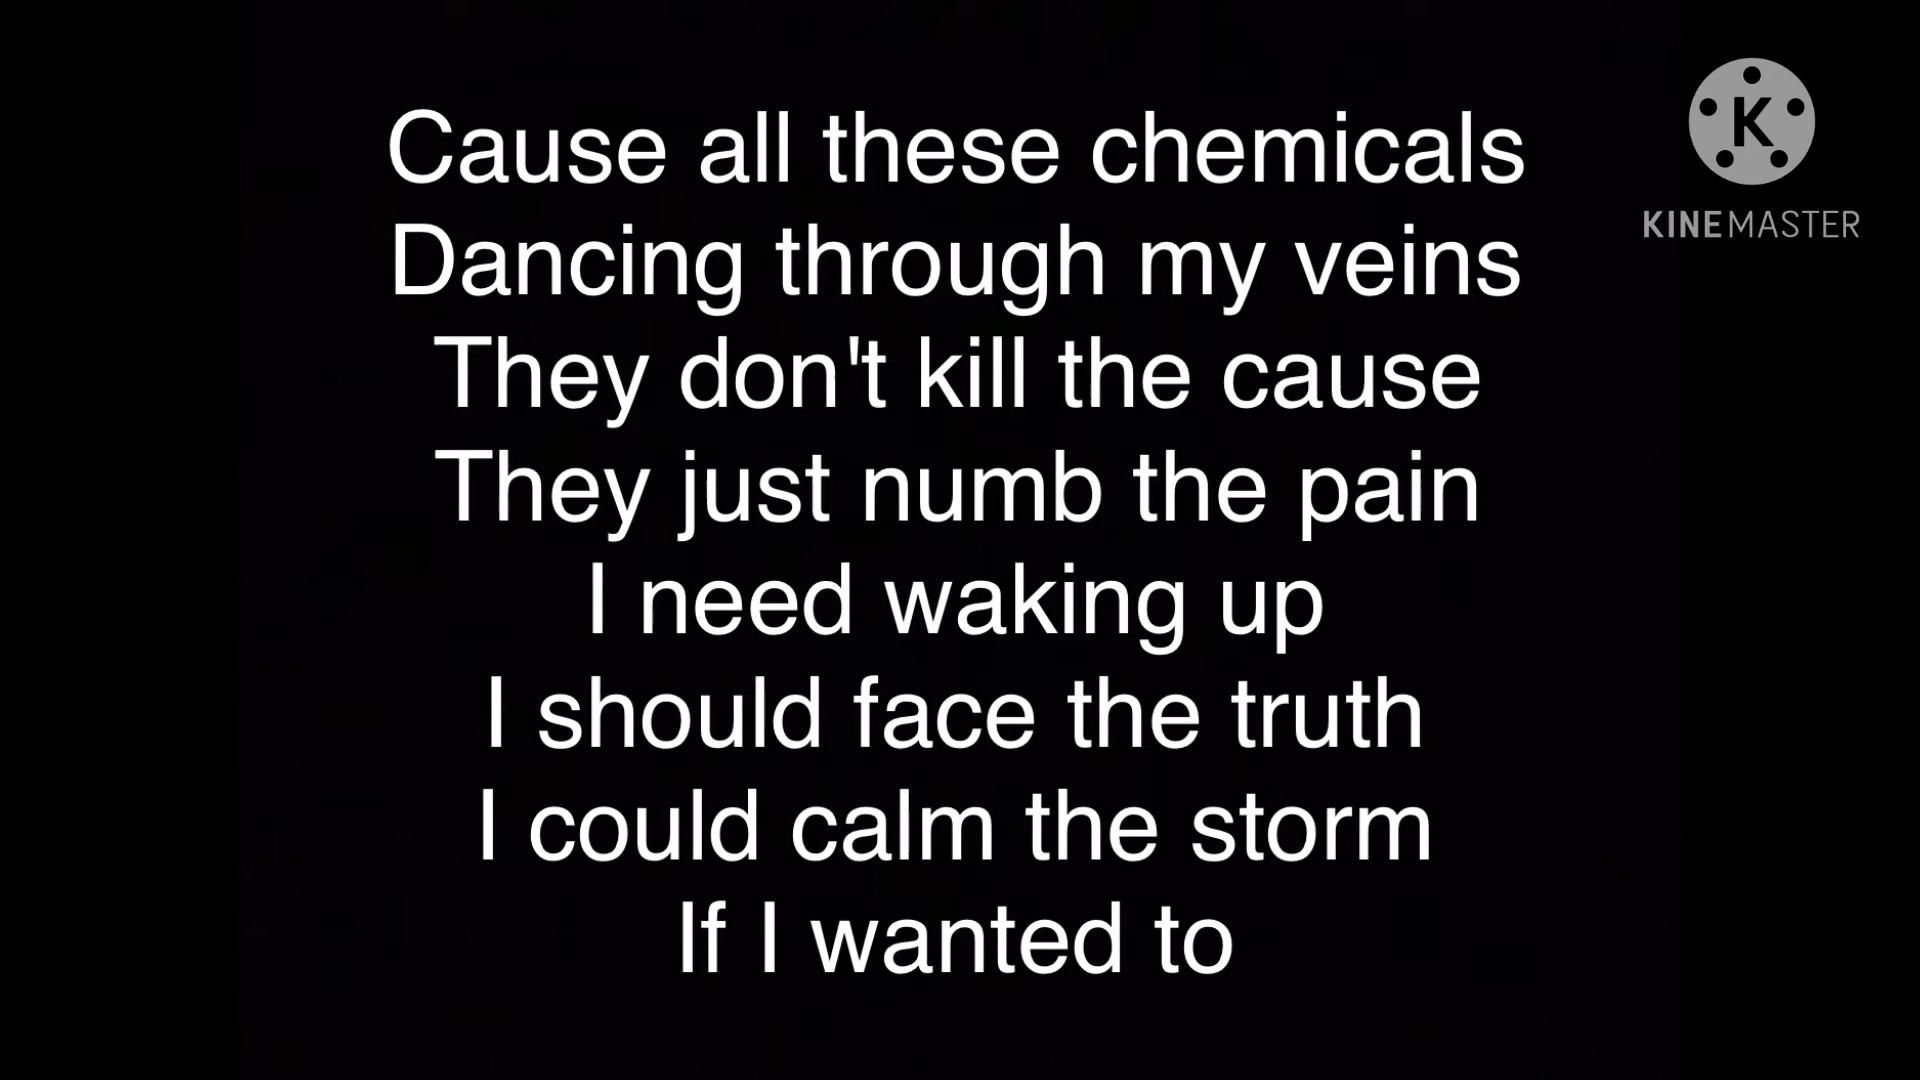 Cause all these chemicals
Dancing through my veins
They don't kill the cause
They just numb the pain
I need waking up
I should face the truth
I could calm the storm
If I wanted to
K
KINEMASTER